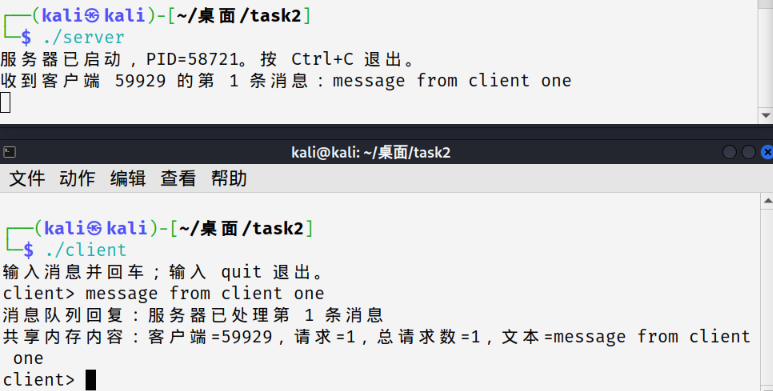 ┌──(kali㉿kali)-[~/桌面/task2]
└─$ ./server
服务器已启动，PID=58721。按 Ctrl+C 退出。
收到客户端 59929 的第 1 条消息：message from client one
kali@kali: ~/桌面/task2
文件 动作 编辑 查看 帮助
┌──(kali㉿kali)-[~/桌面/task2]
└─$ ./client
输入消息并回车；输入 quit 退出。
client> message from client one
消息队列回复：服务器已处理第 1 条消息
共享内存内容：客户端=59929，请求=1，总请求数=1，文本=message from client
one
client>